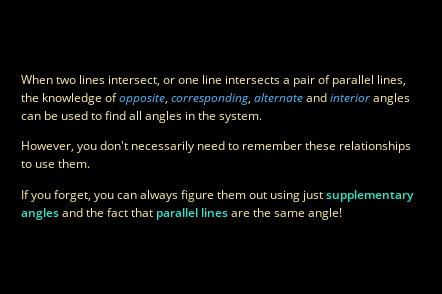 When two lines intersect, or one line intersects a pair of parallel lines,
the knowledge of opposite, corresponding, alternate and interior angles
can be used to find all angles in the system.
However, you don't necessarily need to remember these relationships
to use them.
If you forget, you can always figure them out using just supplementary
angles and the fact that parallel lines are the same angle!